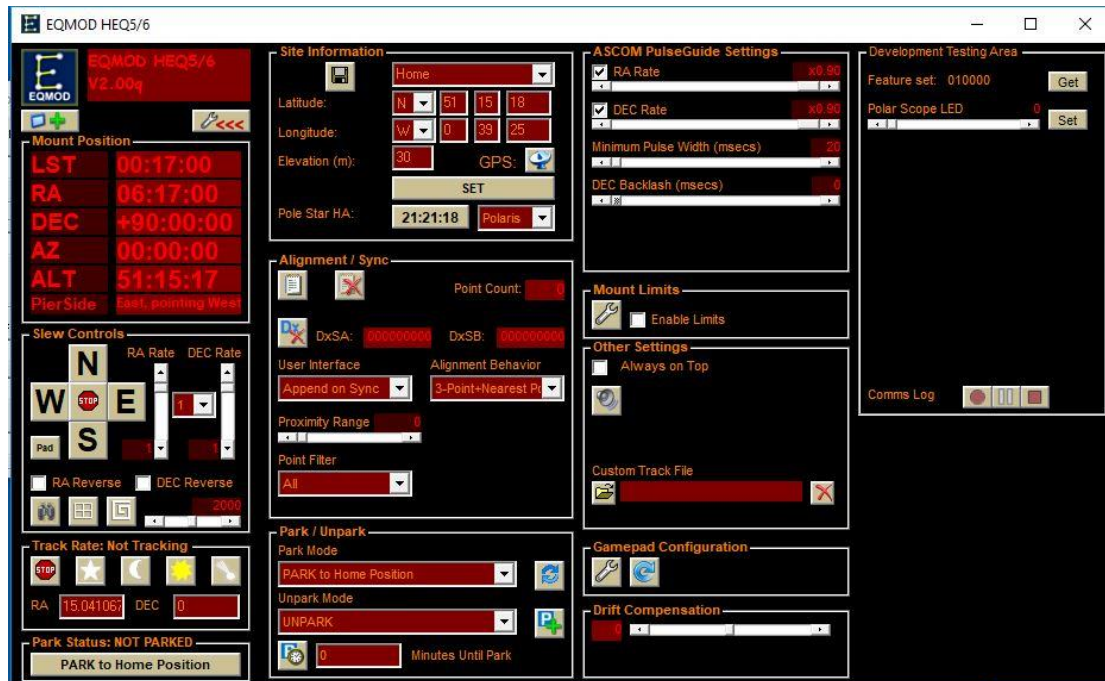 EQMOD HEQ5/6
EQMOD
EQMOD HEQ5/6
V2.00q
<<<
Mount Position
LST 00:17:00
RA 06:17:00
DEC +90:00:00
AZ 00:00:00
ALT 51:15:17
PierSide East, pointing West
Slew Controls
RA Rate DEC Rate
N
W STOP E
S
Pad
1
1 1
RA Reverse DEC Reverse
2000
Track Rate: Not Tracking
STOP
RA 15.041067 DEC 0
Park Status: NOT PARKED
PARK to Home Position
Site Information
Home
Latitude: N 51 15 18
Longitude: W 0 39 25
Elevation (m): 30 GPS:
SET
Pole Star HA: 21:21:18 Polaris
Alignment / Sync
Point Count: 0
Dx DxSA: 000000000 DxSB: 000000000
User Interface Alignment Behavior
Append on Sync 3-Point+Nearest Po
Proximity Range 0
Point Filter
All
Park / Unpark
Park Mode
PARK to Home Position
Unpark Mode
UNPARK
P
P 0 Minutes Until Park
ASCOM PulseGuide Settings
RA Rate x0.90
DEC Rate x0.90
Minimum Pulse Width (msecs) 20
DEC Backlash (msecs) 0
Mount Limits
Enable Limits
Other Settings
Always on Top
Custom Track File
Gamepad Configuration
Drift Compensation
0
Development Testing Area
Feature set: 010000 Get
Polar Scope LED 0 Set
Comms Log